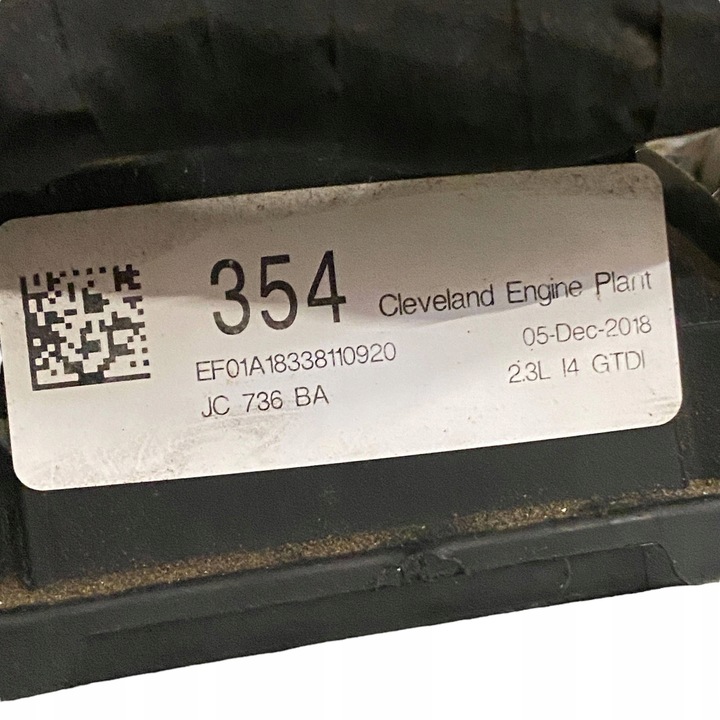 354 Cleveland Engine Plant
EF01A18338110920 05-Dec-2018
JC 736 BA 2.3L I4 GTDI